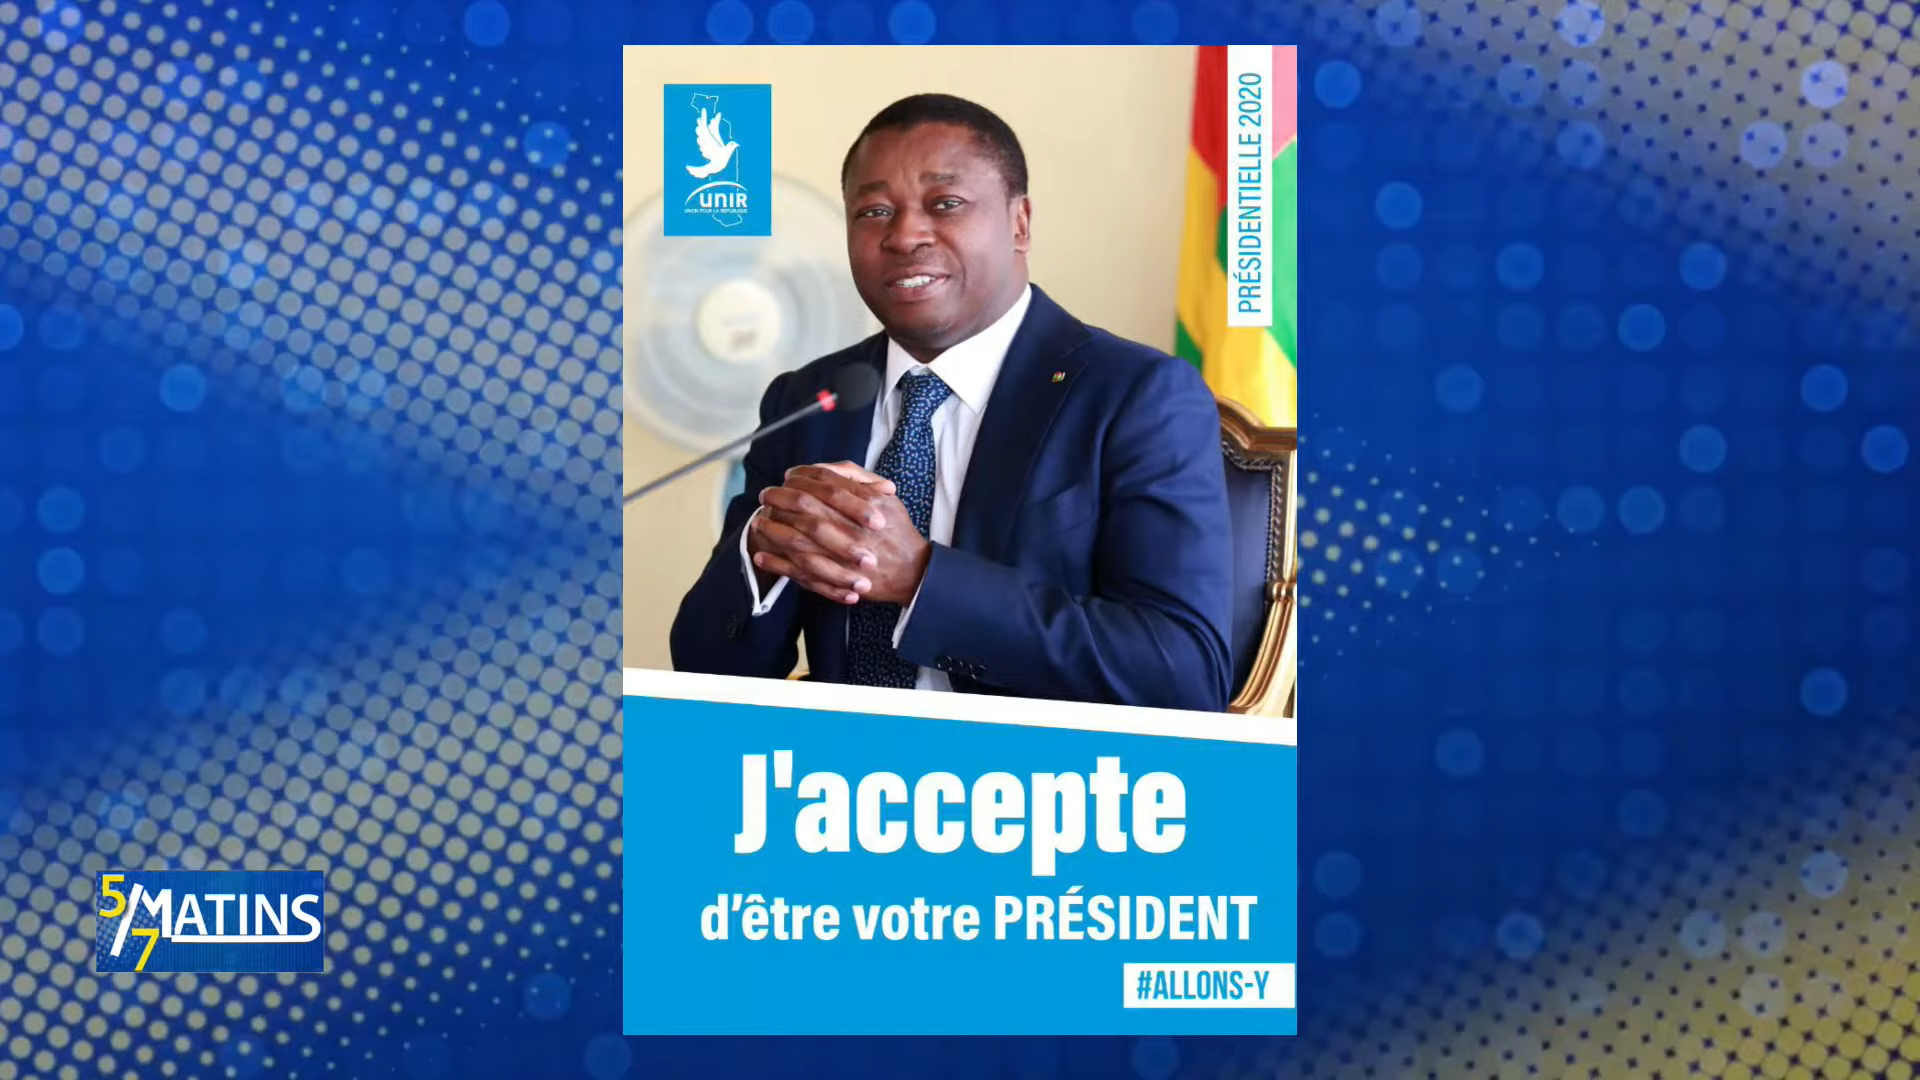 UNIR
UNION POUR LA RÉPUBLIQUE
PRÉSIDENTIELLE 2020
J'accepte
d'être votre PRÉSIDENT
#ALLONS-Y
5/7 MATINS